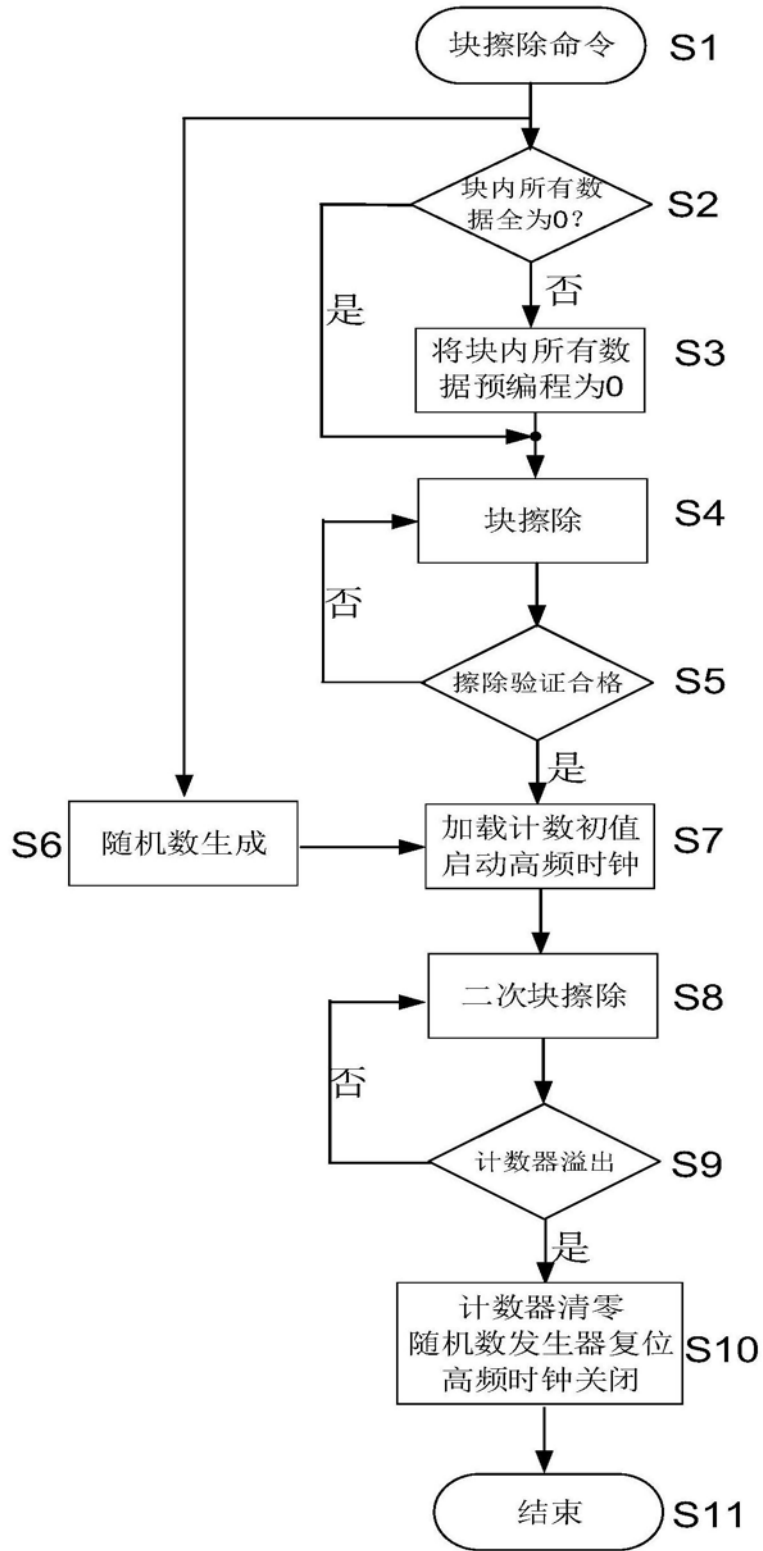 块擦除命令
S1
块内所有数
据全为0?
S2
否
是
将块内所有数
据预编程为0
S3
块擦除
S4
否
擦除验证合格
S5
是
S6
随机数生成
加载计数初值
启动高频时钟
S7
二次块擦除
S8
否
计数器溢出
S9
是
计数器清零
随机数发生器复位
高频时钟关闭
S10
结束
S11